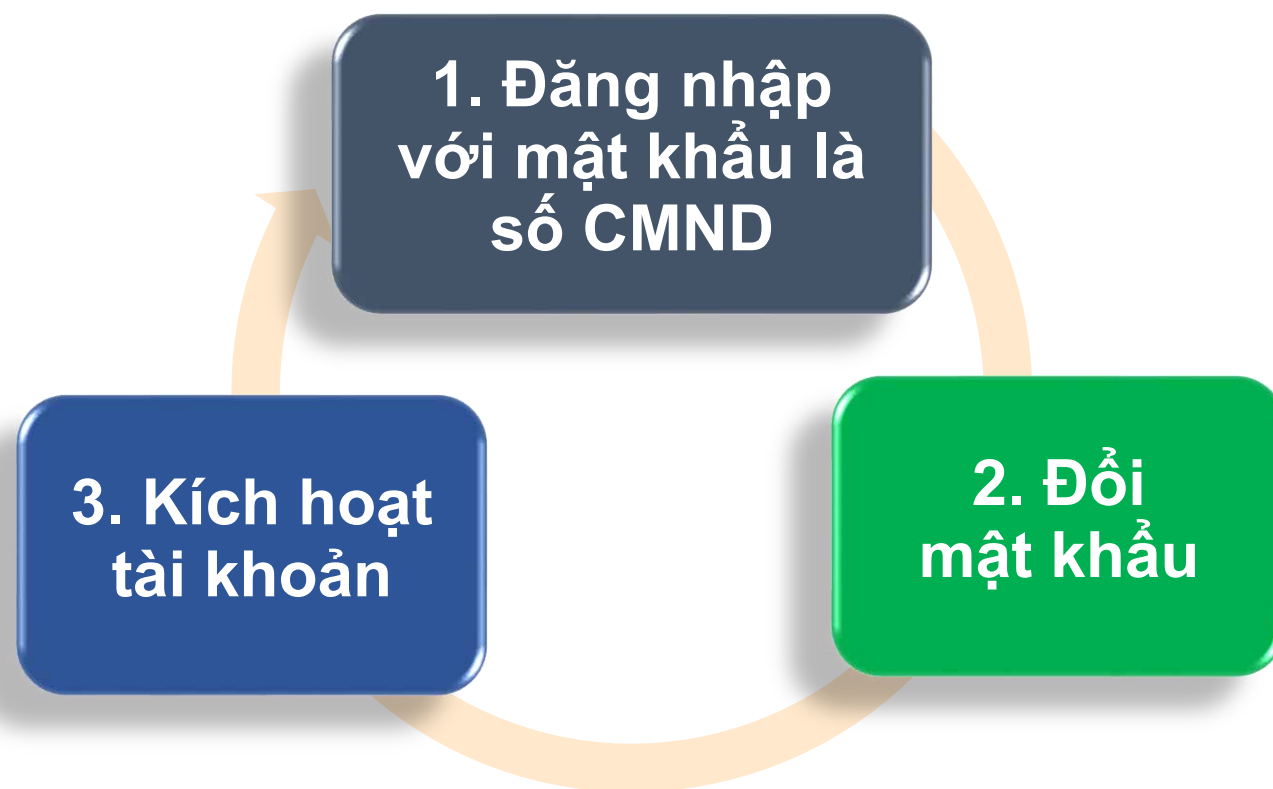 1. Đăng nhập
với mật khẩu là
số CMND
2. Đổi
mật khẩu
3. Kích hoạt
tài khoản